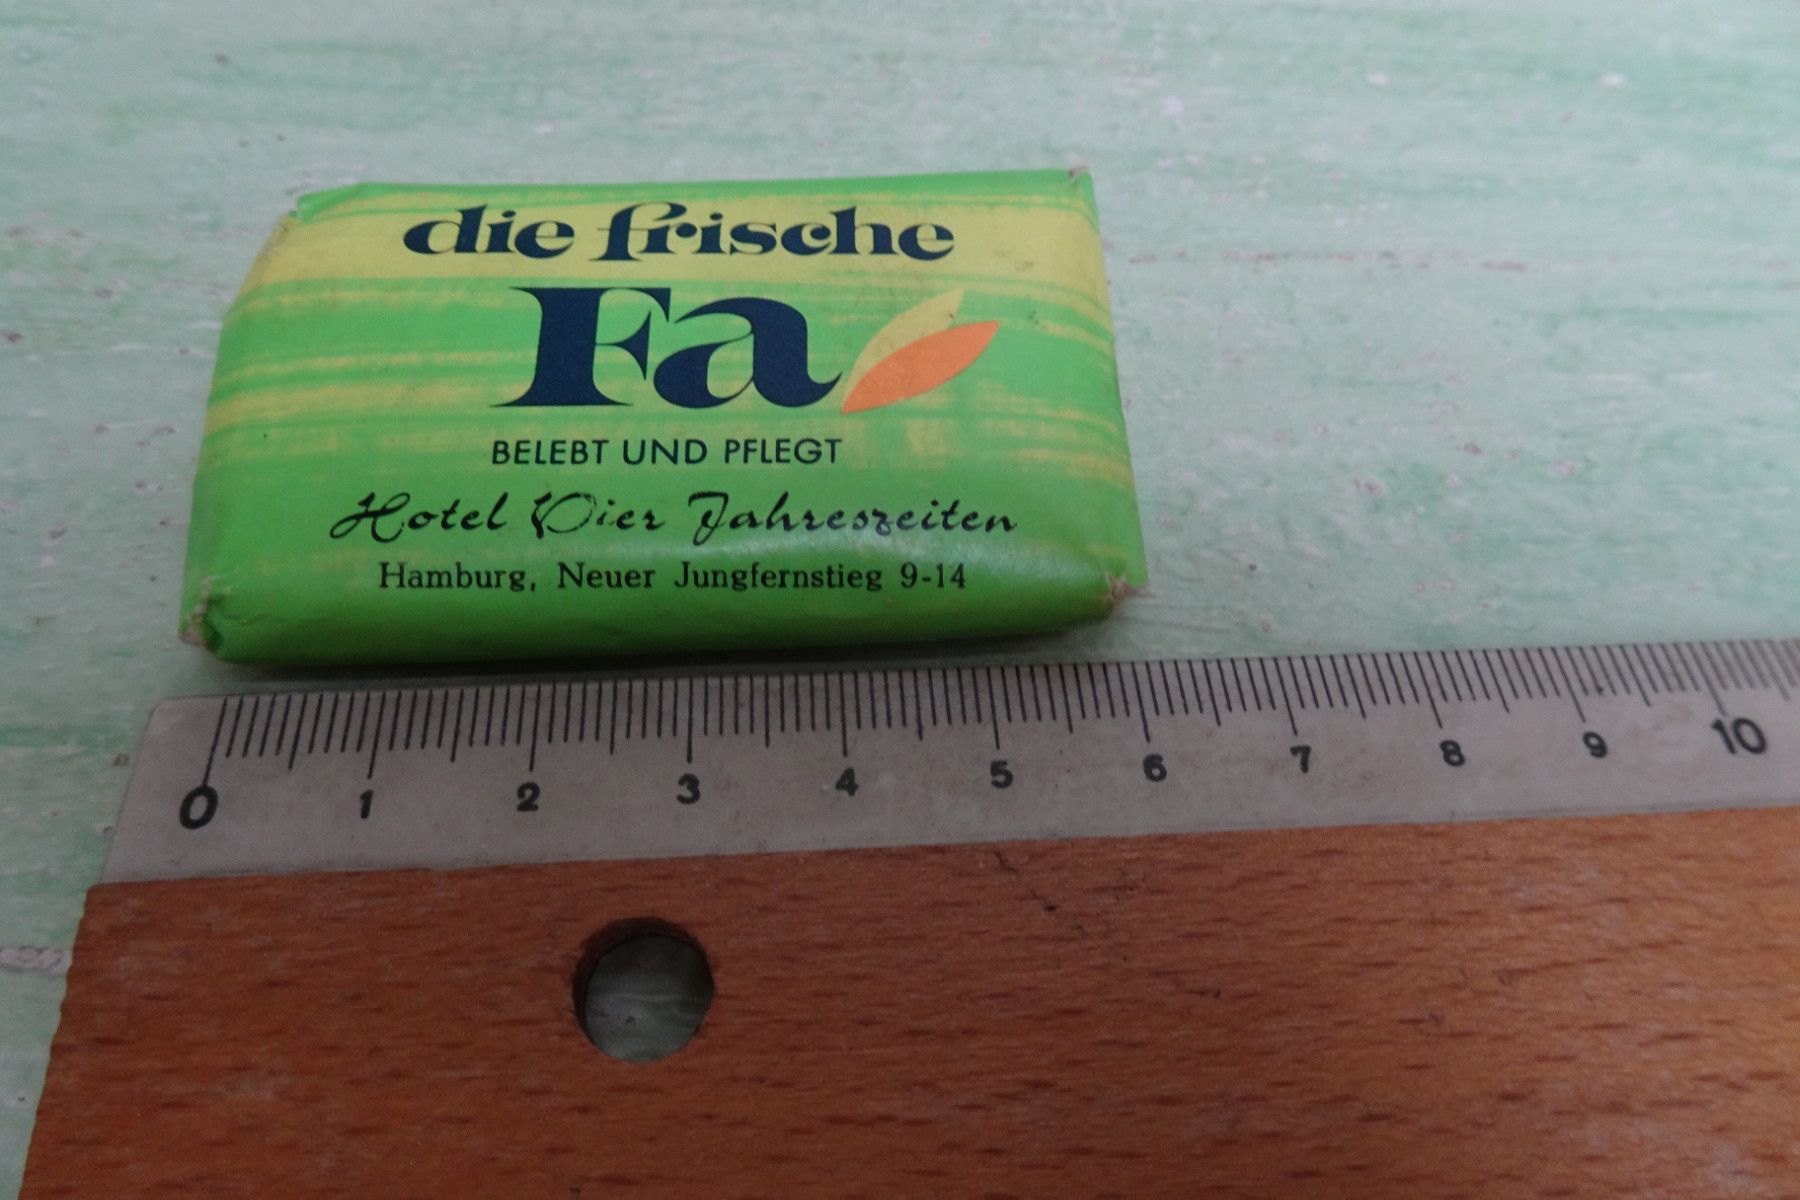 die frische
Fa
BELEBT UND PFLEGT
Hotel Vier Jahreszeiten
Hamburg, Neuer Jungfernstieg 9-14
0 1 2 3 4 5 6 7 8 9 10